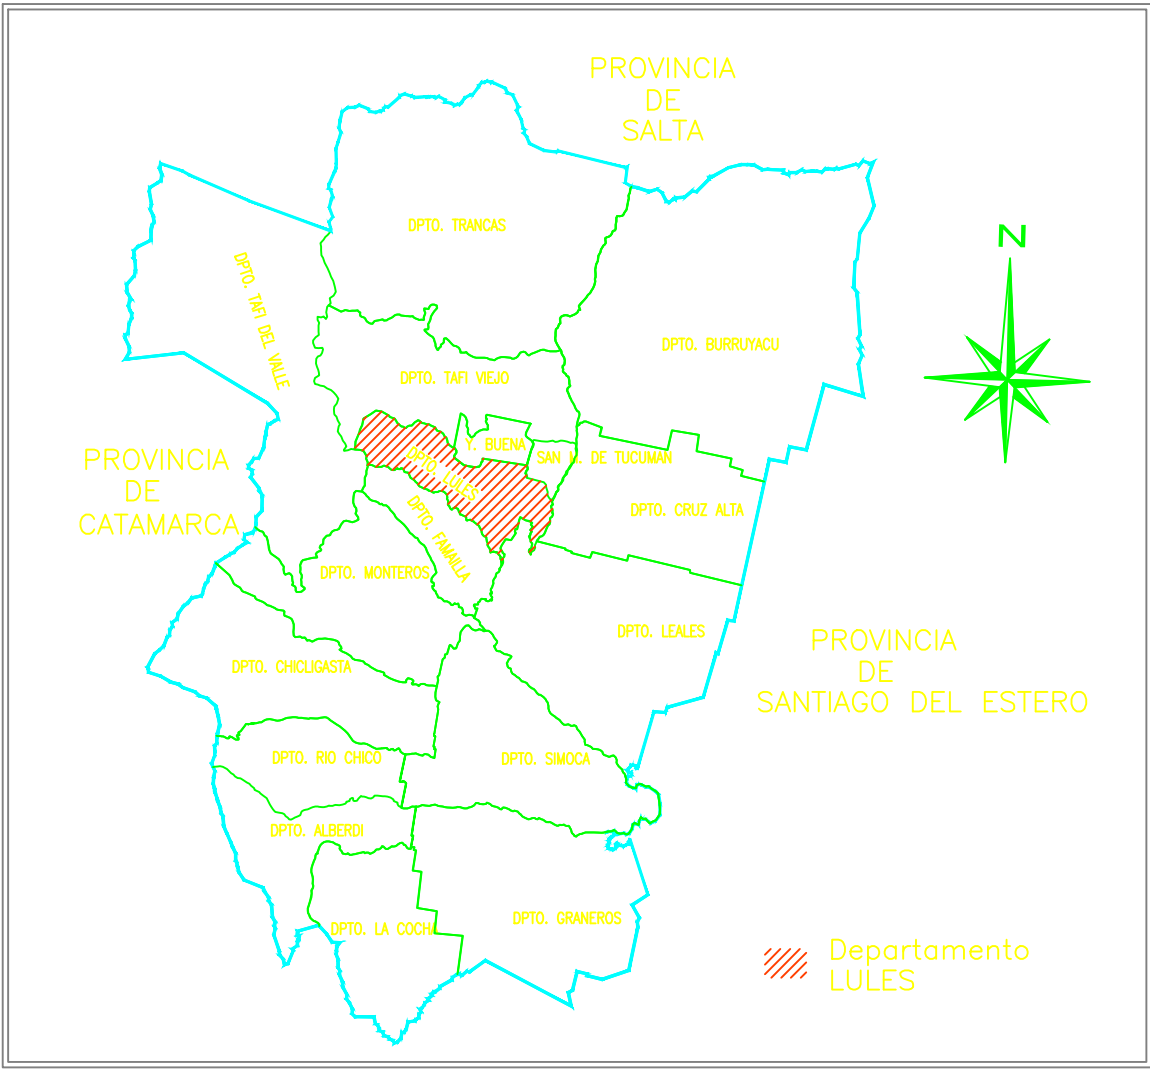 PROVINCIA
DE
SALTA
N
DPTO. TRANCAS
DPTO. TAFI DEL VALLE
DPTO. BURRUYACU
DPTO. TAFI VIEJO
Y. BUENA
SAN M. DE TUCUMAN
DPTO. LULES
PROVINCIA
DE
CATAMARCA
DPTO. CRUZ ALTA
DPTO. FAMAILLA
DPTO. MONTEROS
DPTO. LEALES
PROVINCIA
DE
SANTIAGO DEL ESTERO
DPTO. CHICLIGASTA
DPTO. RIO CHICO
DPTO. SIMOCA
DPTO. ALBERDI
DPTO. GRANEROS
DPTO. LA COCHA
Departamento
LULES